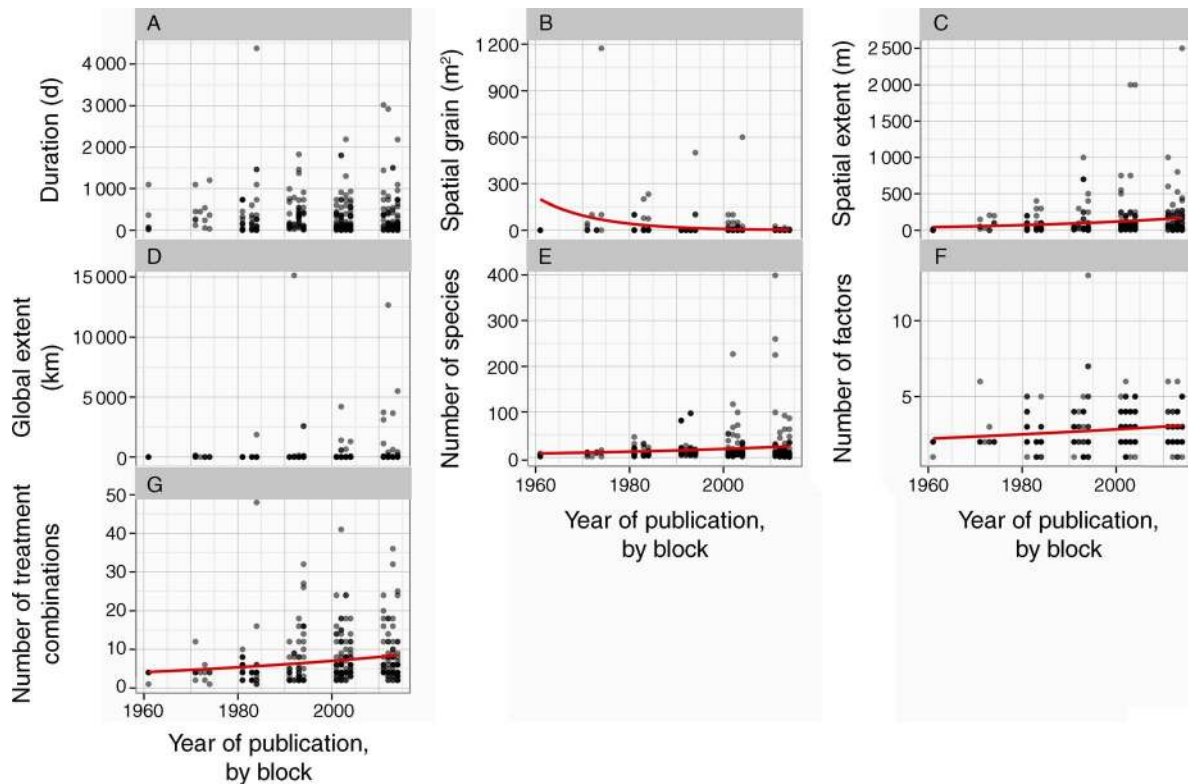 A
Duration (d)
4 000
3 000
2 000
1 000
0
B
Spatial grain (m²)
1 200
900
600
300
0
C
Spatial extent (m)
2 500
2 000
1 500
1 000
500
0
D
Global extent
(km)
15 000
10 000
5 000
0
E
Number of species
400
300
200
100
0
1960
1980
2000
Year of publication,
by block
F
Number of factors
10
5
1960
1980
2000
Year of publication,
by block
G
Number of treatment
combinations
50
40
30
20
10
0
1960
1980
2000
Year of publication,
by block